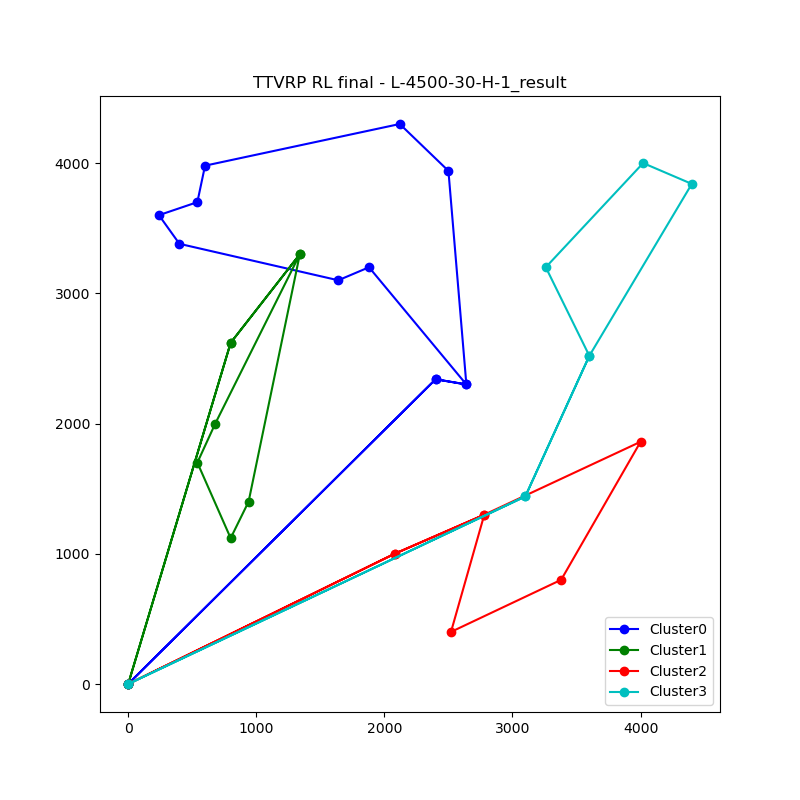 TTVRP RL final - L-4500-30-H-1_result
4000
3000
2000
1000
0
0 1000 2000 3000 4000
Cluster0
Cluster1
Cluster2
Cluster3